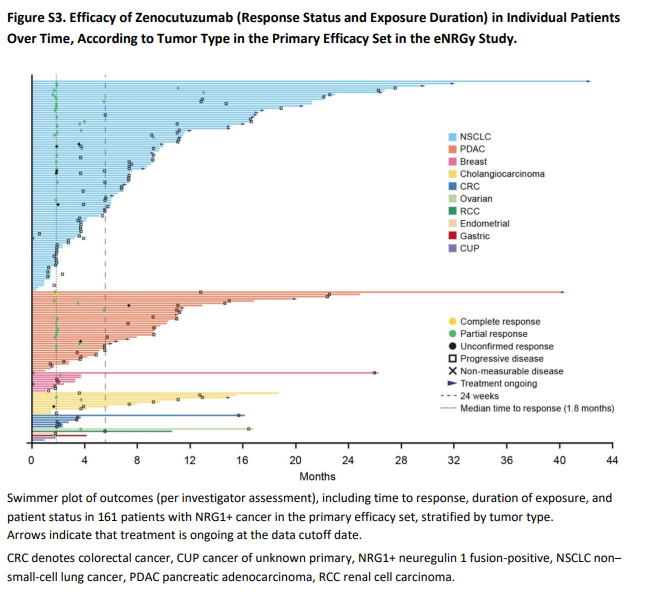 Figure S3. Efficacy of Zenocutuzumab (Response Status and Exposure Duration) in Individual Patients
Over Time, According to Tumor Type in the Primary Efficacy Set in the eNRGy Study.
NSCLC
PDAC
Breast
Cholangiocarcinoma
CRC
Ovarian
RCC
Endometrial
Gastric
CUP
Complete response
Partial response
Unconfirmed response
Progressive disease
Non-measurable disease
Treatment ongoing
24 weeks
Median time to response (1.8 months)
0 4 8 12 16 20 24 28 32 36 40 44
Months
Swimmer plot of outcomes (per investigator assessment), including time to response, duration of exposure, and
patient status in 161 patients with NRG1+ cancer in the primary efficacy set, stratified by tumor type.
Arrows indicate that treatment is ongoing at the data cutoff date.
CRC denotes colorectal cancer, CUP cancer of unknown primary, NRG1+ neuregulin 1 fusion-positive, NSCLC non–
small-cell lung cancer, PDAC pancreatic adenocarcinoma, RCC renal cell carcinoma.